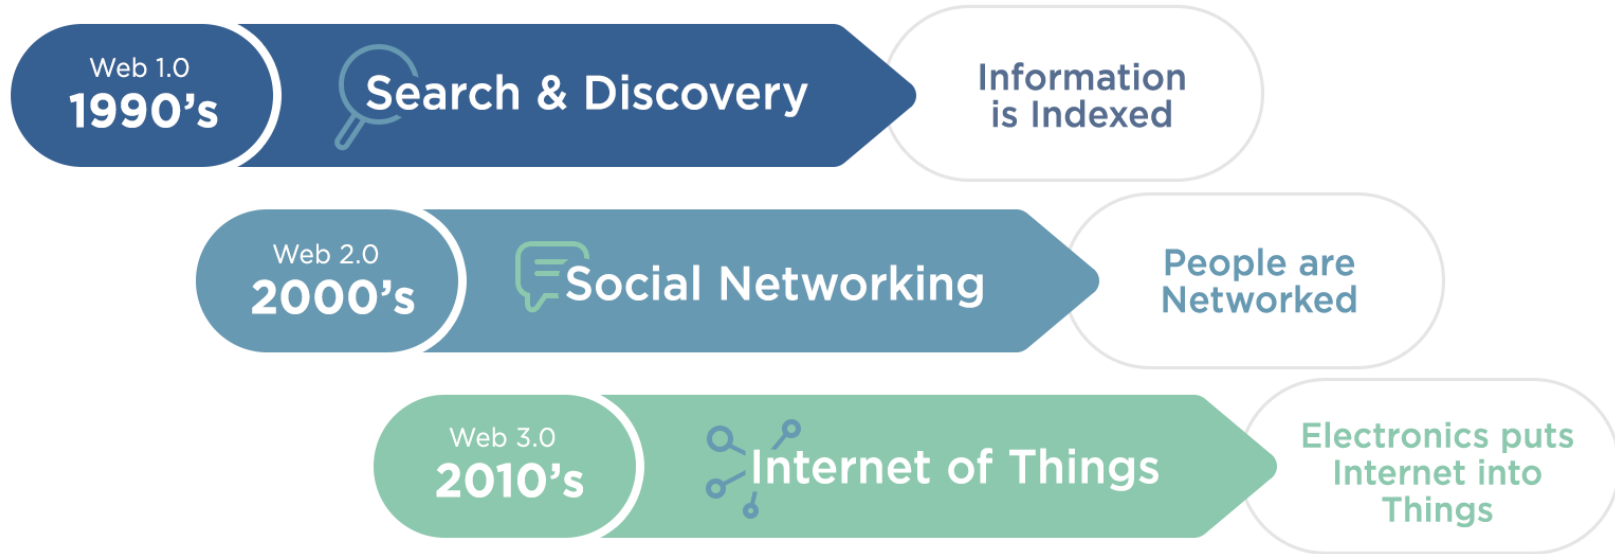 Web 1.0
1990’s
Search & Discovery
Information
is Indexed
Web 2.0
2000’s
Social Networking
People are
Networked
Web 3.0
2010’s
Internet of Things
Electronics puts
Internet into
Things